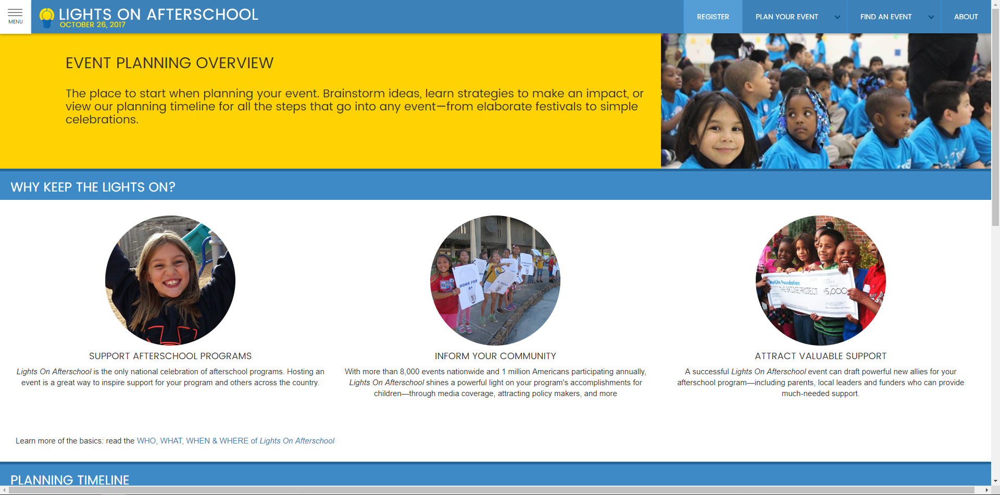 MENU
LIGHTS ON AFTERSCHOOL
OCTOBER 26, 2017
REGISTER
PLAN YOUR EVENT
FIND AN EVENT
ABOUT
EVENT PLANNING OVERVIEW
The place to start when planning your event. Brainstorm ideas, learn strategies to make an impact, or
view our planning timeline for all the steps that go into any event—from elaborate festivals to simple
celebrations.
WHY KEEP THE LIGHTS ON?
HONK FOR
A+
MetLife Foundation
THE BRIDGE PROJECT
$5,000
SUPPORT AFTERSCHOOL PROGRAMS
Lights On Afterschool is the only national celebration of afterschool programs. Hosting an
event is a great way to inspire support for your program and others across the country.
INFORM YOUR COMMUNITY
With more than 8,000 events nationwide and 1 million Americans participating annually,
Lights On Afterschool shines a powerful light on your program's accomplishments for
children—through media coverage, attracting policy makers, and more
ATTRACT VALUABLE SUPPORT
A successful Lights On Afterschool event can draft powerful new allies for your
afterschool program—including parents, local leaders and funders who can provide
much-needed support.
Learn more of the basics: read the WHO, WHAT, WHEN & WHERE of Lights On Afterschool
PLANNING TIMELINE